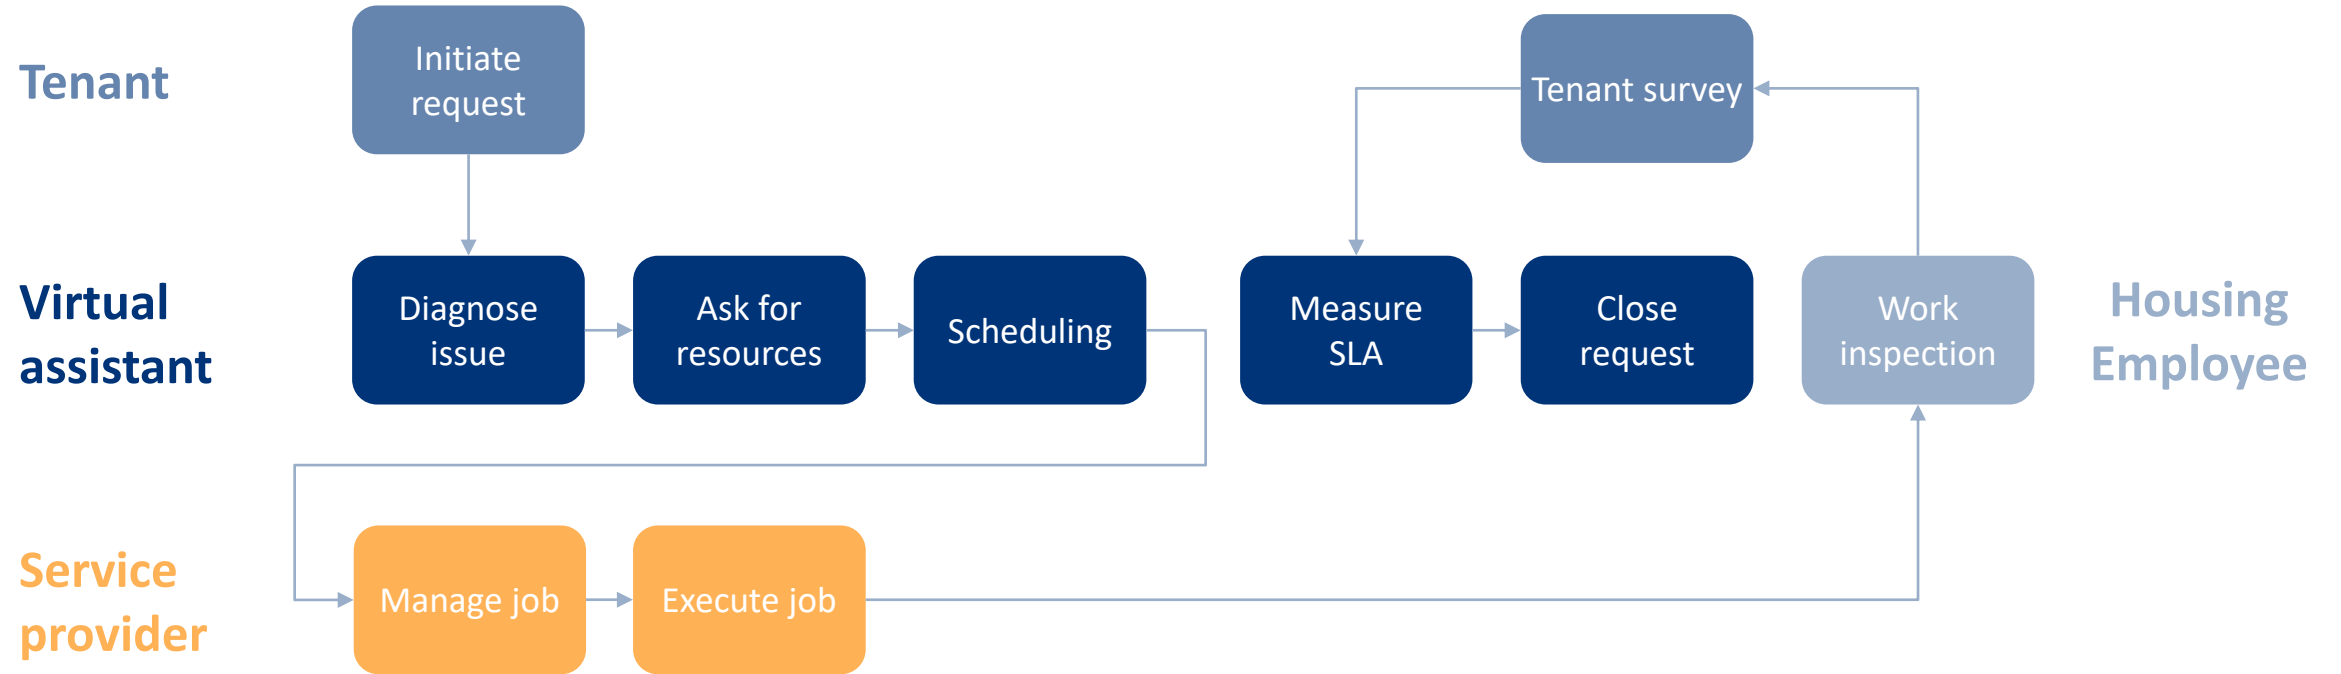 Tenant
Initiate
request
Tenant survey
Virtual
assistant
Diagnose
issue
Ask for
resources
Scheduling
Measure
SLA
Close
request
Work
inspection
Housing
Employee
Service
provider
Manage job
Execute job